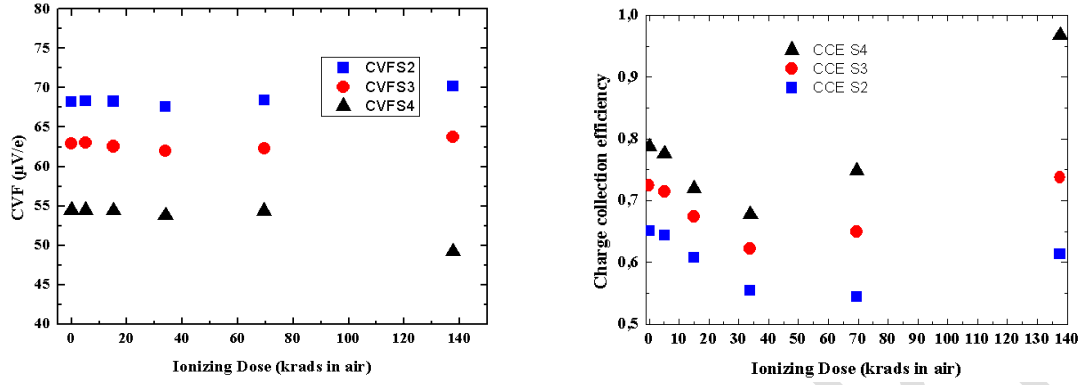 80
75
70
65
60
55
50
45
40
CVF (μV/e)
CVFS2
CVFS3
CVFS4
0 20 40 60 80 100 120 140
Ionizing Dose (krads in air)
1,0
0,9
0,8
0,7
0,6
0,5
Charge collection efficiency
CCE S4
CCE S3
CCE S2
0 10 20 30 40 50 60 70 80 90 100 110 120 130 140
Ionizing Dose (krads in air)